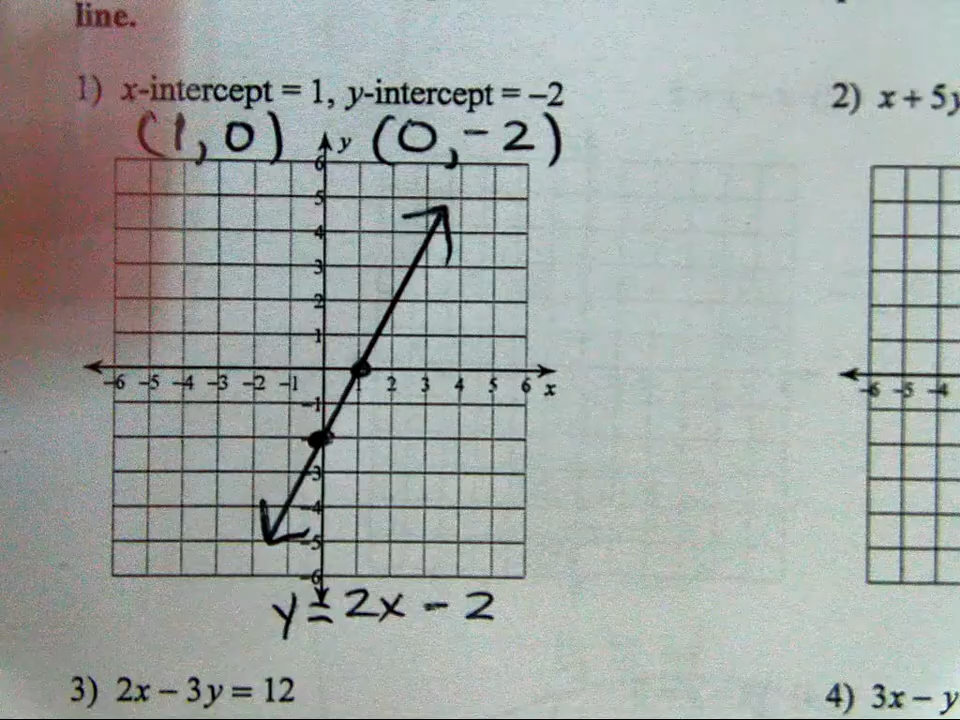 line.
1) x-intercept = 1, y-intercept = –2
2) x + 5y
(1, 0) (0, -2)
y
6
5
4
3
2
1
-6 -5 -4 -3 -2 -1 2 3 4 5 6 x
-6 -5 -4
-1
-3
-4
-5
-6
y = 2x - 2
3) 2x – 3y = 12
4) 3x – y